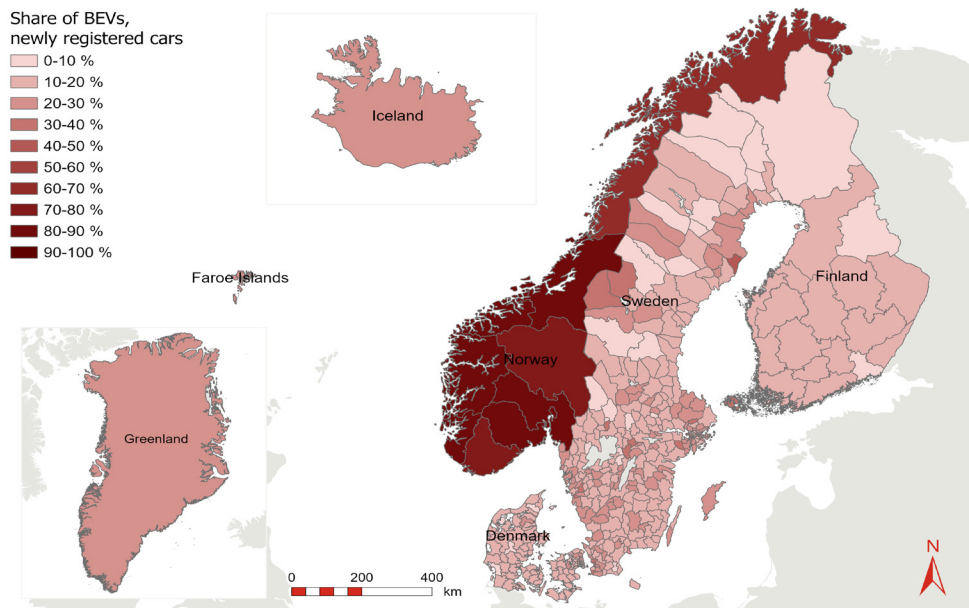 Share of BEVs,
newly registered cars
0-10 %
10-20 %
20-30 %
30-40 %
40-50 %
50-60 %
60-70 %
70-80 %
80-90 %
90-100 %
Iceland
Faroe Islands
Greenland
Norway
Sweden
Finland
Denmark
0 200 400
km
N